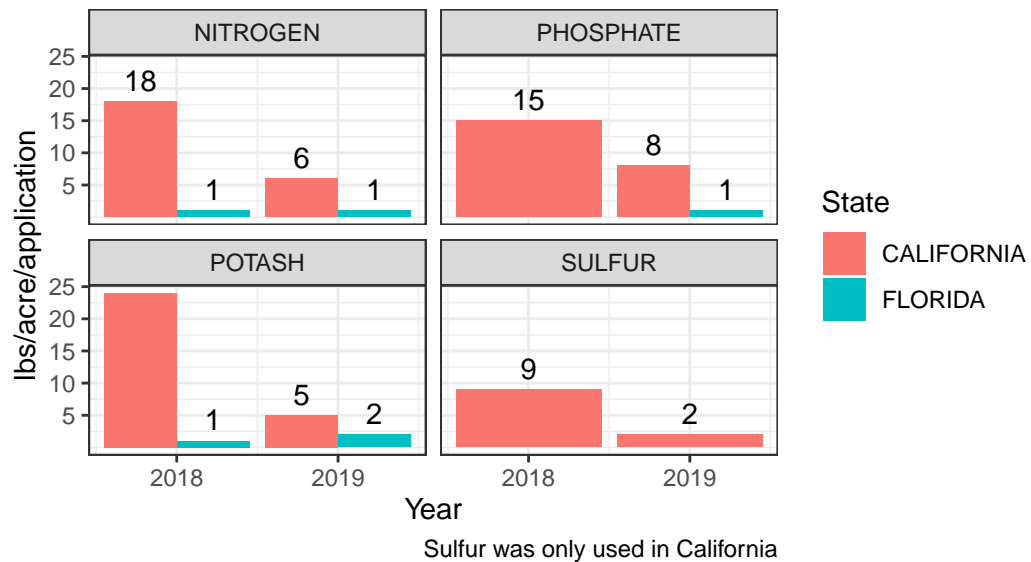 NITROGEN
PHOSPHATE
25
20
15
10
5
18
1
6
1
15
8
1
POTASH
SULFUR
25
20
15
10
5
1
5
2
9
2
2018
2019
2018
2019
lbs/acre/application
Year
State
CALIFORNIA
FLORIDA
Sulfur was only used in California